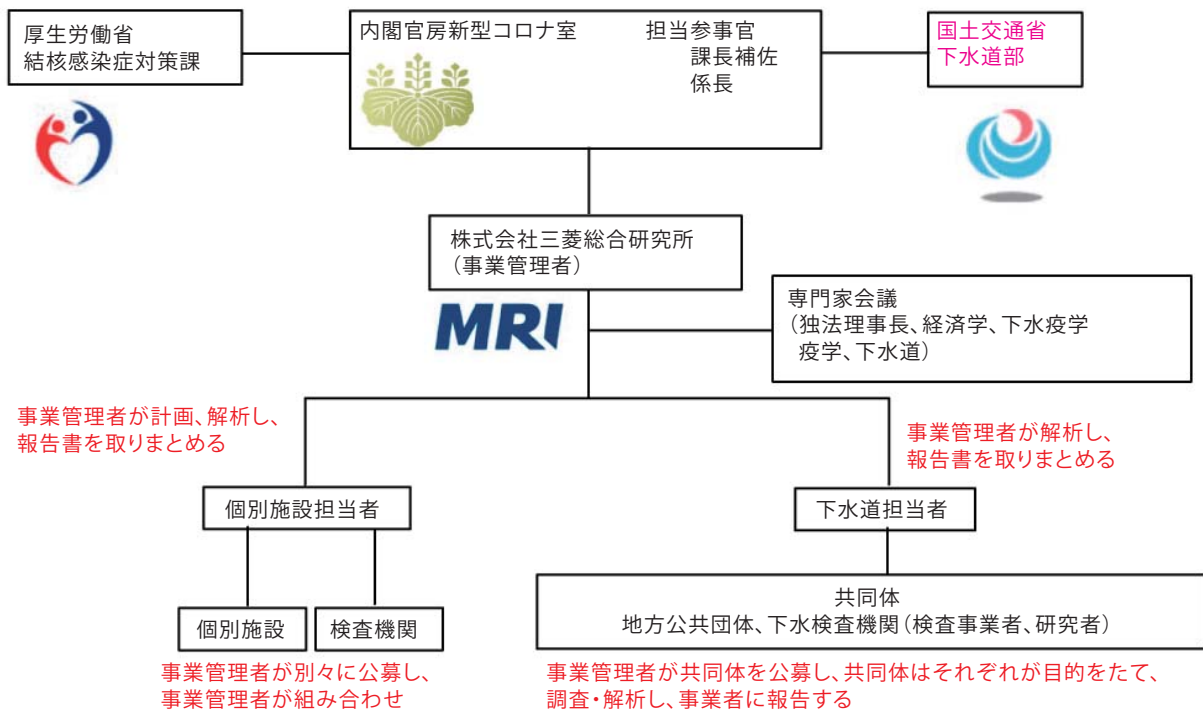 厚生労働省
結核感染症対策課
内閣官房新型コロナ室 担当参事官
課長補佐
係長
国土交通省
下水道部
株式会社三菱総合研究所
(事業管理者)
MRI
専門家会議
(独法理事長、経済学、下水疫学
疫学、下水道)
事業管理者が計画、解析し、
報告書を取りまとめる
事業管理者が解析し、
報告書を取りまとめる
個別施設担当者
下水道担当者
個別施設
検査機関
共同体
地方公共団体、下水検査機関(検査事業者、研究者)
事業管理者が別々に公募し、
事業管理者が組み合わせ
事業管理者が共同体を公募し、共同体はそれぞれが目的をたて、
調査・解析し、事業者に報告する